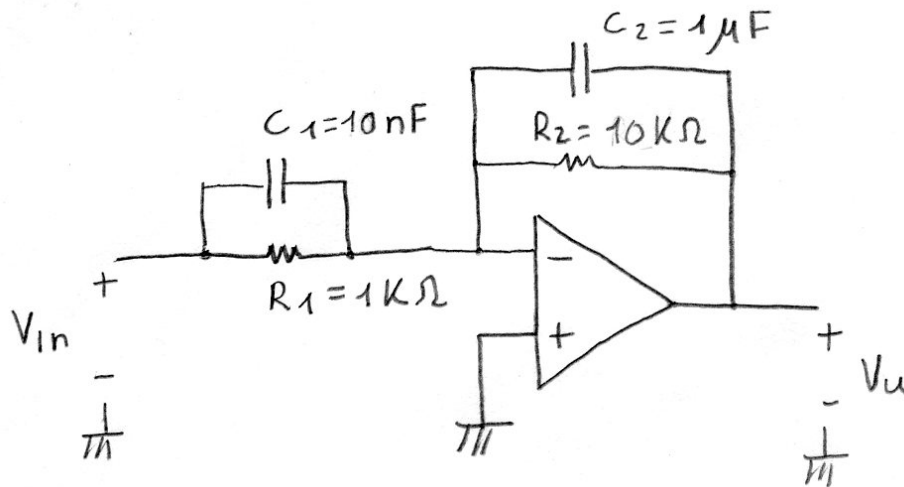 C2=1μF
C1=10nF
R2=10KΩ
R1=1KΩ
+
-
Vin
-
+
+
-
Vu